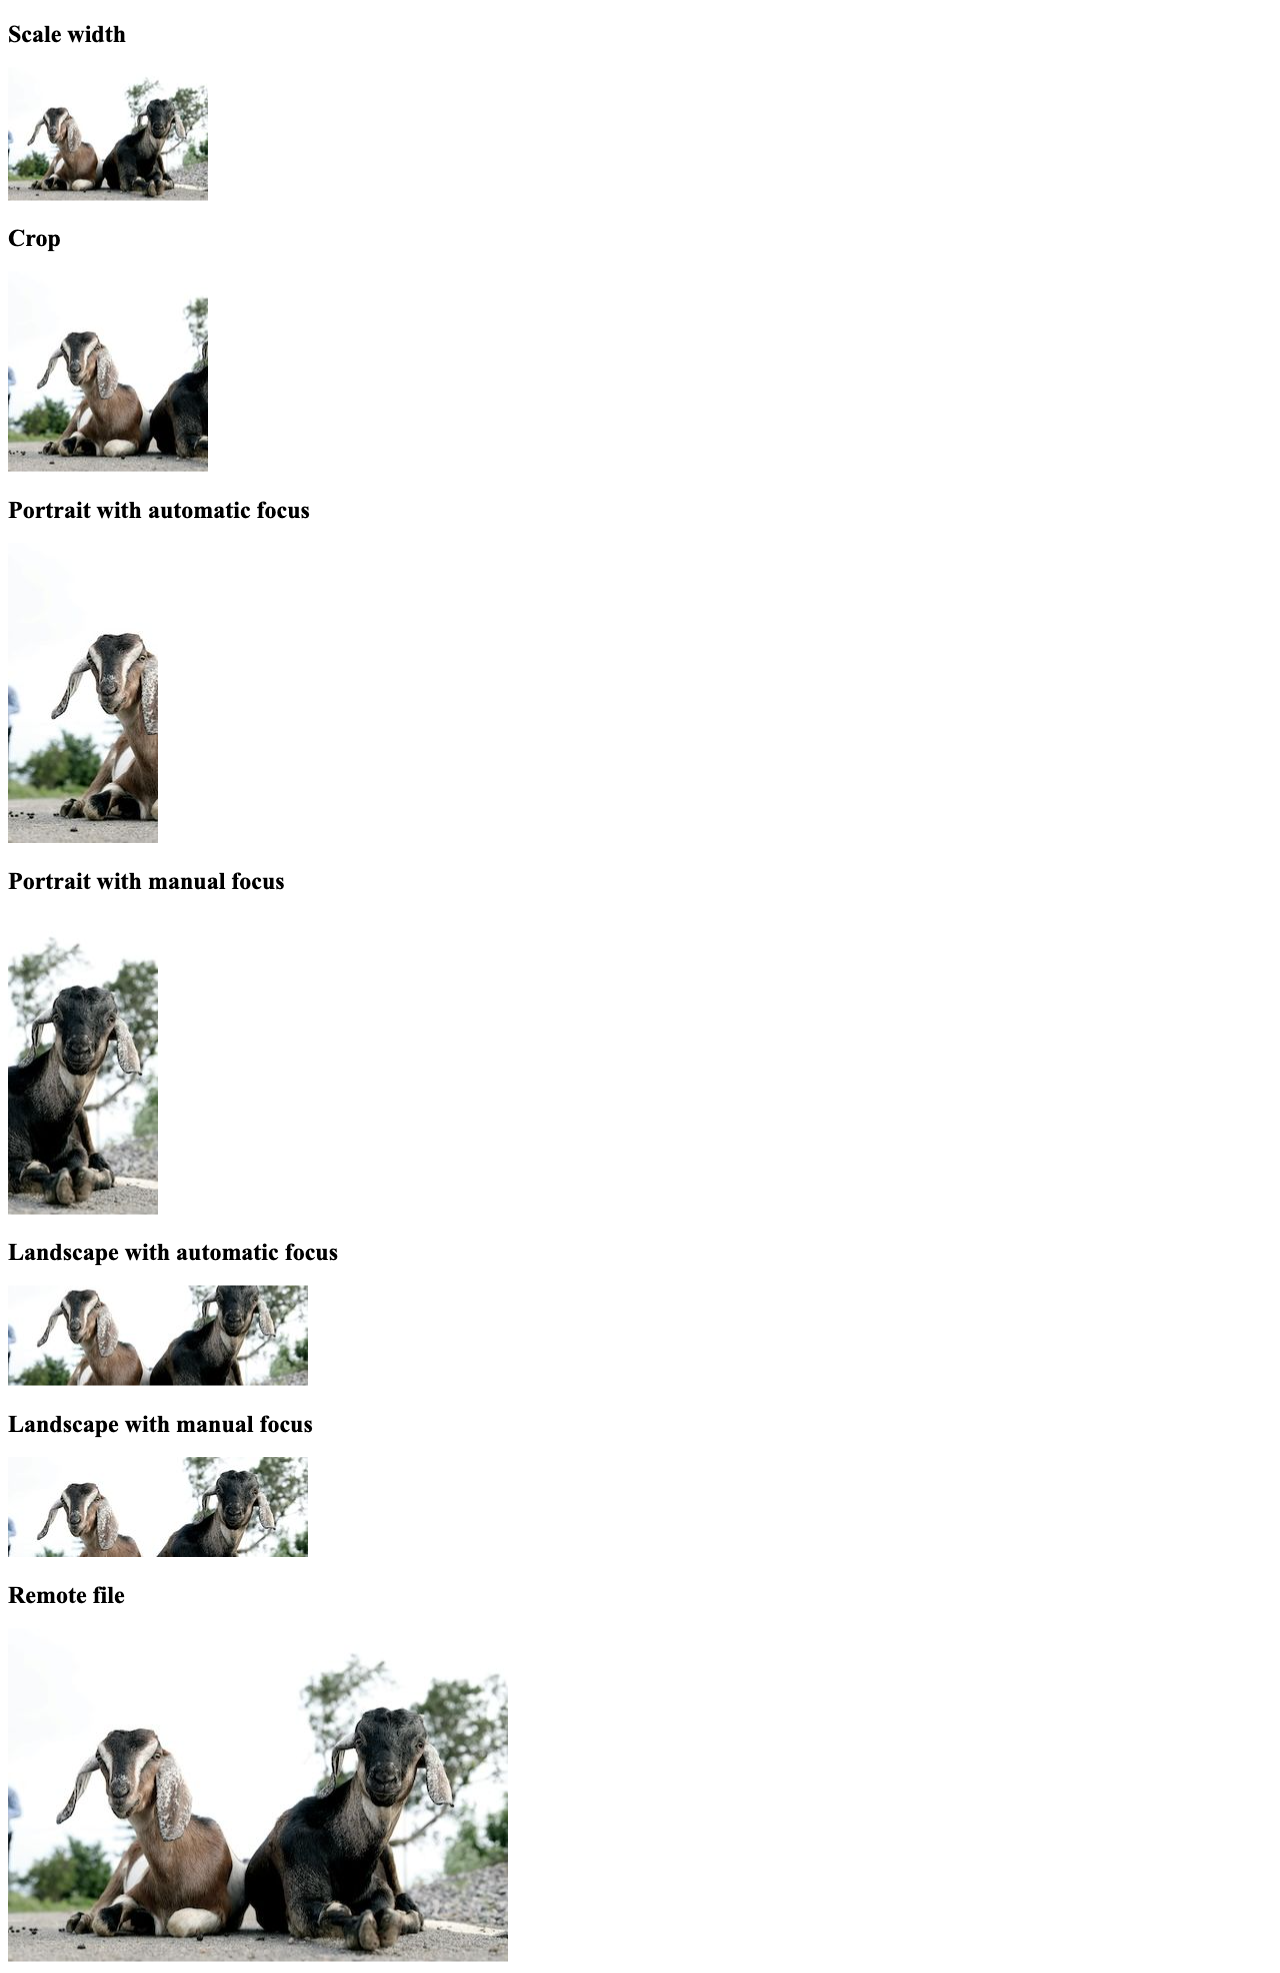 Scale width
Crop
Portrait with automatic focus
Portrait with manual focus
Landscape with automatic focus
Landscape with manual focus
Remote file